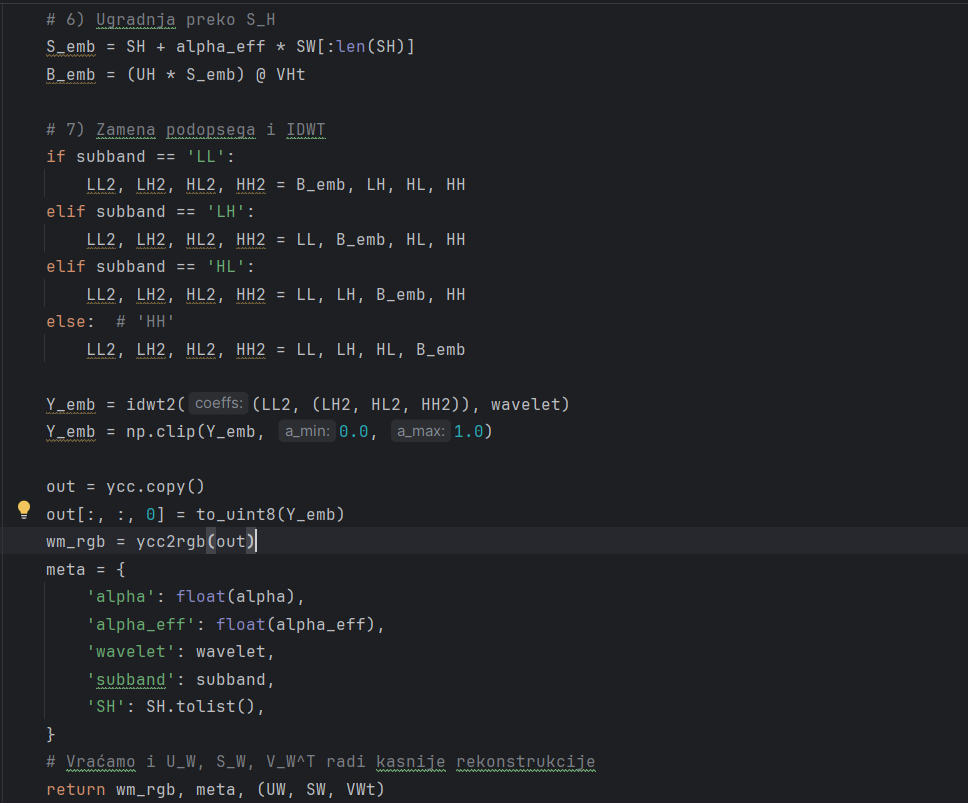 # 6) Ugradnja preko S_H
S_emb = SH + alpha_eff * SW[:len(SH)]
B_emb = (UH * S_emb) @ VHt
# 7) Zamena podopsega i IDWT
if subband == 'LL':
LL2, LH2, HL2, HH2 = B_emb, LH, HL, HH
elif subband == 'LH':
LL2, LH2, HL2, HH2 = LL, B_emb, HL, HH
elif subband == 'HL':
LL2, LH2, HL2, HH2 = LL, LH, B_emb, HH
else:  # 'HH'
LL2, LH2, HL2, HH2 = LL, LH, HL, B_emb
Y_emb = idwt2( coeffs: (LL2, (LH2, HL2, HH2)), wavelet)
Y_emb = np.clip(Y_emb, a_min: 0.0, a_max: 1.0)
out = ycc.copy()
out[:, :, 0] = to_uint8(Y_emb)
wm_rgb = ycc2rgb(out)
meta = {
'alpha': float(alpha),
'alpha_eff': float(alpha_eff),
'wavelet': wavelet,
'subband': subband,
'SH': SH.tolist(),
}
# Vraćamo i U_W, S_W, V_W^T radi kasnije rekonstrukcije
return wm_rgb, meta, (UW, SW, VWt)